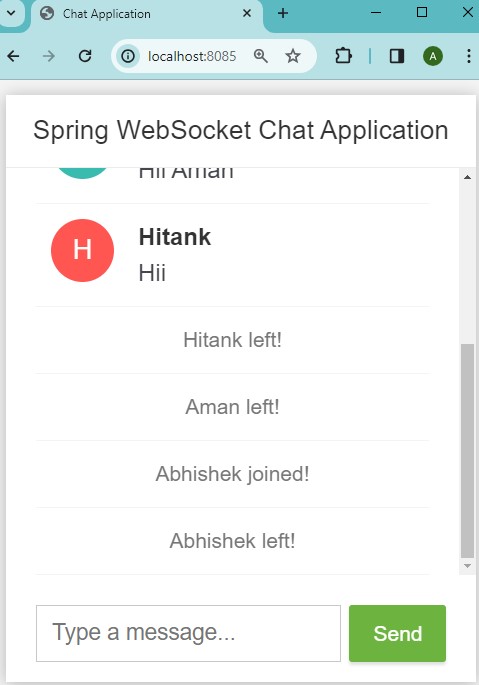 Chat Application
localhost:8085
A
Spring WebSocket Chat Application
Hii Aman
H
Hitank
Hii
Hitank left!
Aman left!
Abhishek joined!
Abhishek left!
Type a message...
Send